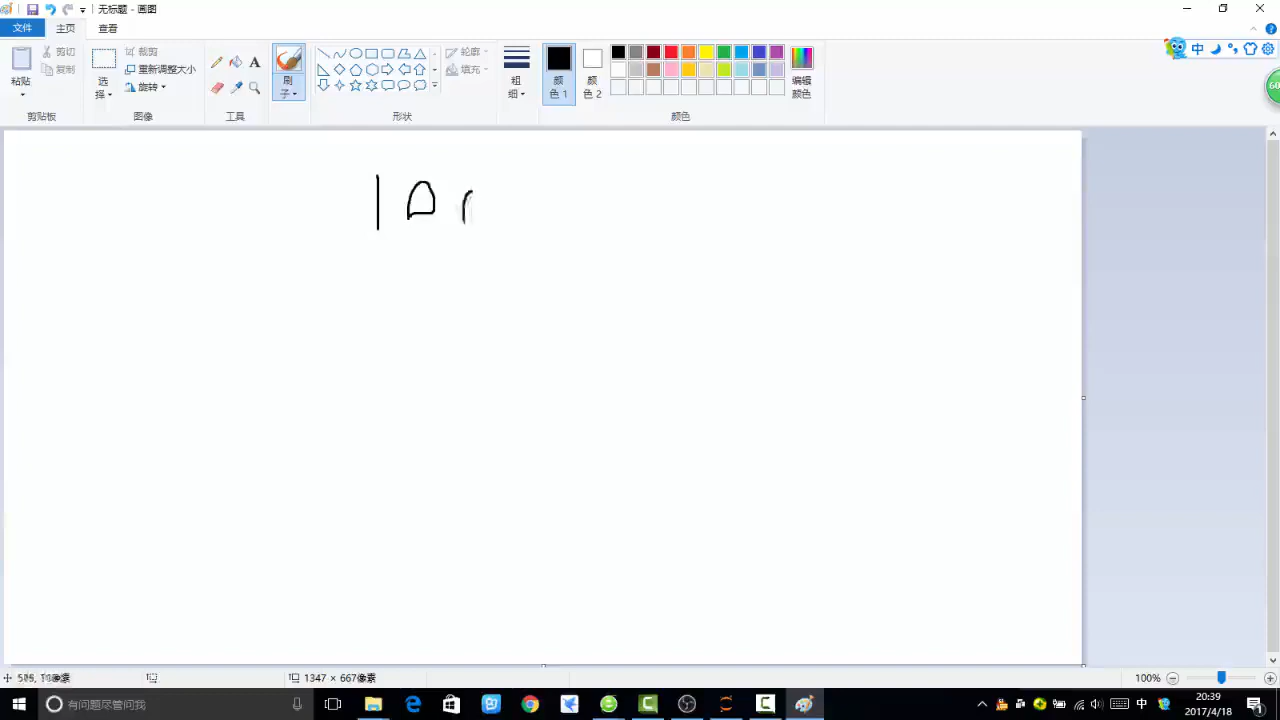 无标题 - 画图
文件 主页 查看
粘贴 剪切 复制 剪贴板
选择 裁剪 重新调整大小 旋转 图像
工具
刷子
轮廓 填充 形状
粗细
颜色 1 颜色 2 编辑颜色 颜色
中
60
10
1347 × 667像素 100%
有问题尽管问我 中 20:39
2017/4/18